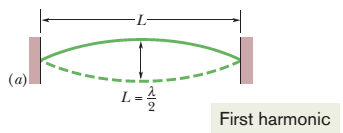 L
(a)
L = λ/2
First harmonic